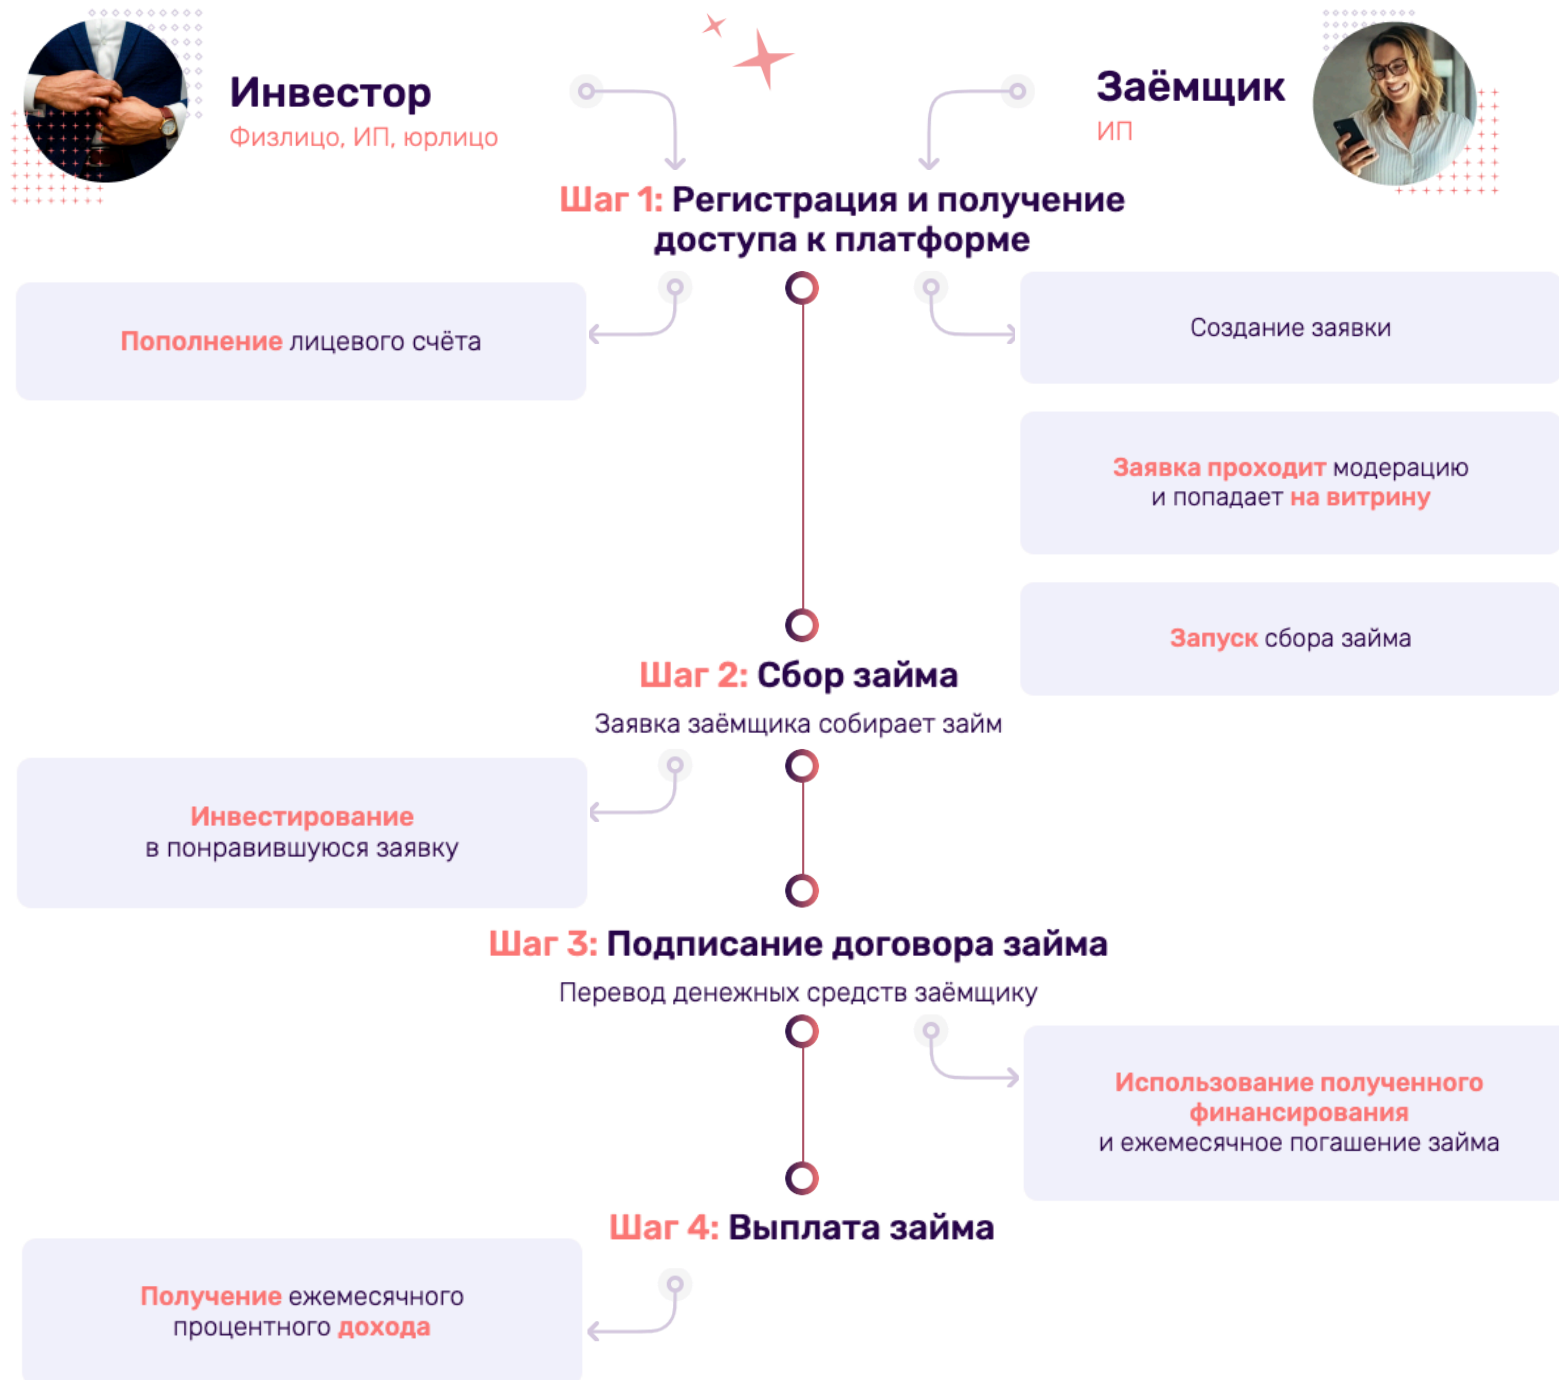 Инвестор
Физлицо, ИП, юрлицо
Заёмщик
ИП
Шаг 1: Регистрация и получение
доступа к платформе
Пополнение лицевого счёта
Создание заявки
Заявка проходит модерацию
и попадает на витрину
Запуск сбора займа
Шаг 2: Сбор займа
Заявка заёмщика собирает займ
Инвестирование
в понравившуюся заявку
Шаг 3: Подписание договора займа
Перевод денежных средств заёмщику
Использование полученного
финансирования
и ежемесячное погашение займа
Шаг 4: Выплата займа
Получение ежемесячного
процентного дохода